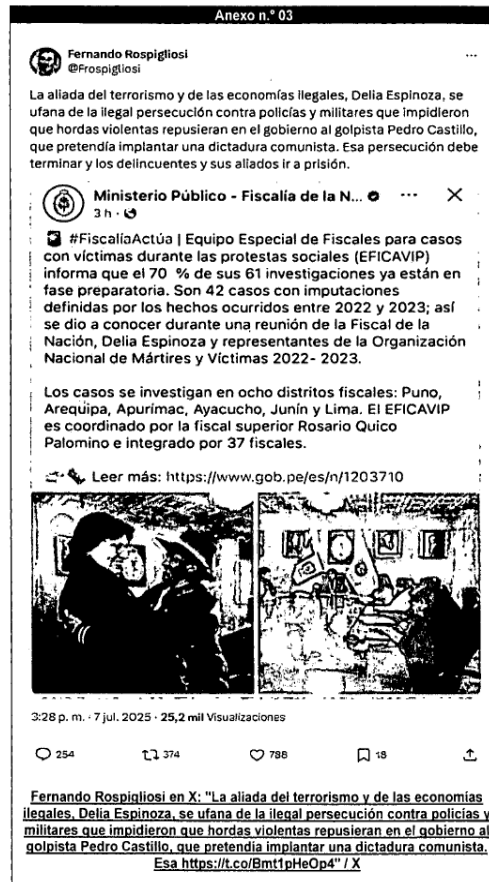 Anexo n.° 03
Fernando Rospigliosi
@Frospigliosi
La aliada del terrorismo y de las economías ilegales, Delia Espinoza, se
ufana de la ilegal persecución contra policías y militares que impidieron
que hordas violentas repusieran en el gobierno al golpista Pedro Castillo,
que pretendía implantar una dictadura comunista. Esa persecución debe
terminar y los delincuentes y sus aliados ir a prisión.
Ministerio Público - Fiscalía de la N...
3 h ·
#FiscalíaActúa | Equipo Especial de Fiscales para casos
con víctimas durante las protestas sociales (EFICAVIP)
informa que el 70 % de sus 61 investigaciones ya están en
fase preparatoria. Son 42 casos con imputaciones
definidas por los hechos ocurridos entre 2022 y 2023; así
se dio a conocer durante una reunión de la Fiscal de la
Nación, Delia Espinoza y representantes de la Organización
Nacional de Mártires y Víctimas 2022- 2023.
Los casos se investigan en ocho distritos fiscales: Puno,
Arequipa, Apurímac, Ayacucho, Junín y Lima. El EFICAVIP
es coordinado por la fiscal superior Rosario Quico
Palomino e integrado por 37 fiscales.
Leer más: https://www.gob.pe/es/n/1203710
3:28 p. m. · 7 jul. 2025 · 25,2 mil Visualizaciones
254 374 788 18
Fernando Rospigliosi en X: "La aliada del terrorismo y de las economías
ilegales, Delia Espinoza, se ufana de la ilegal persecución contra policías y
militares que impidieron que hordas violentas repusieran en el gobierno al
golpista Pedro Castillo, que pretendía implantar una dictadura comunista.
Esa https://t.co/Bmt1pHeOp4" / X